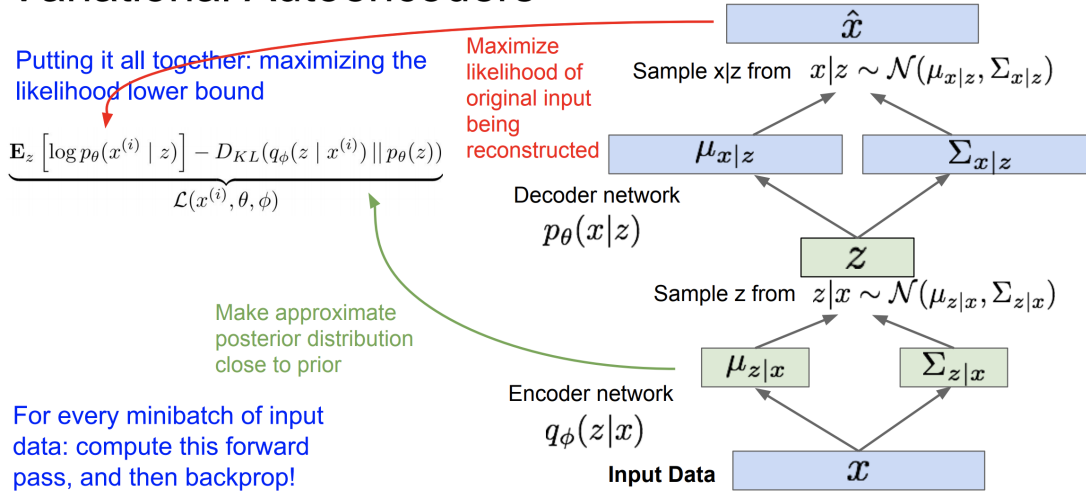 Variational Autoencoders
Putting it all together: maximizing the
likelihood lower bound
E_z [log p_θ(x^(i) | z)] − D_KL(q_ϕ(z | x^(i)) || p_θ(z))
ℒ(x^(i), θ, ϕ)
Make approximate
posterior distribution
close to prior
For every minibatch of input
data: compute this forward
pass, and then backprop!
Maximize
likelihood of
original input
being
reconstructed
x̂
Sample x|z from x|z ∼ 𝒩(μ_x|z, Σ_x|z)
μ_x|z
Σ_x|z
Decoder network
p_θ(x|z)
z
Sample z from z|x ∼ 𝒩(μ_z|x, Σ_z|x)
μ_z|x
Σ_z|x
Encoder network
q_ϕ(z|x)
Input Data
x